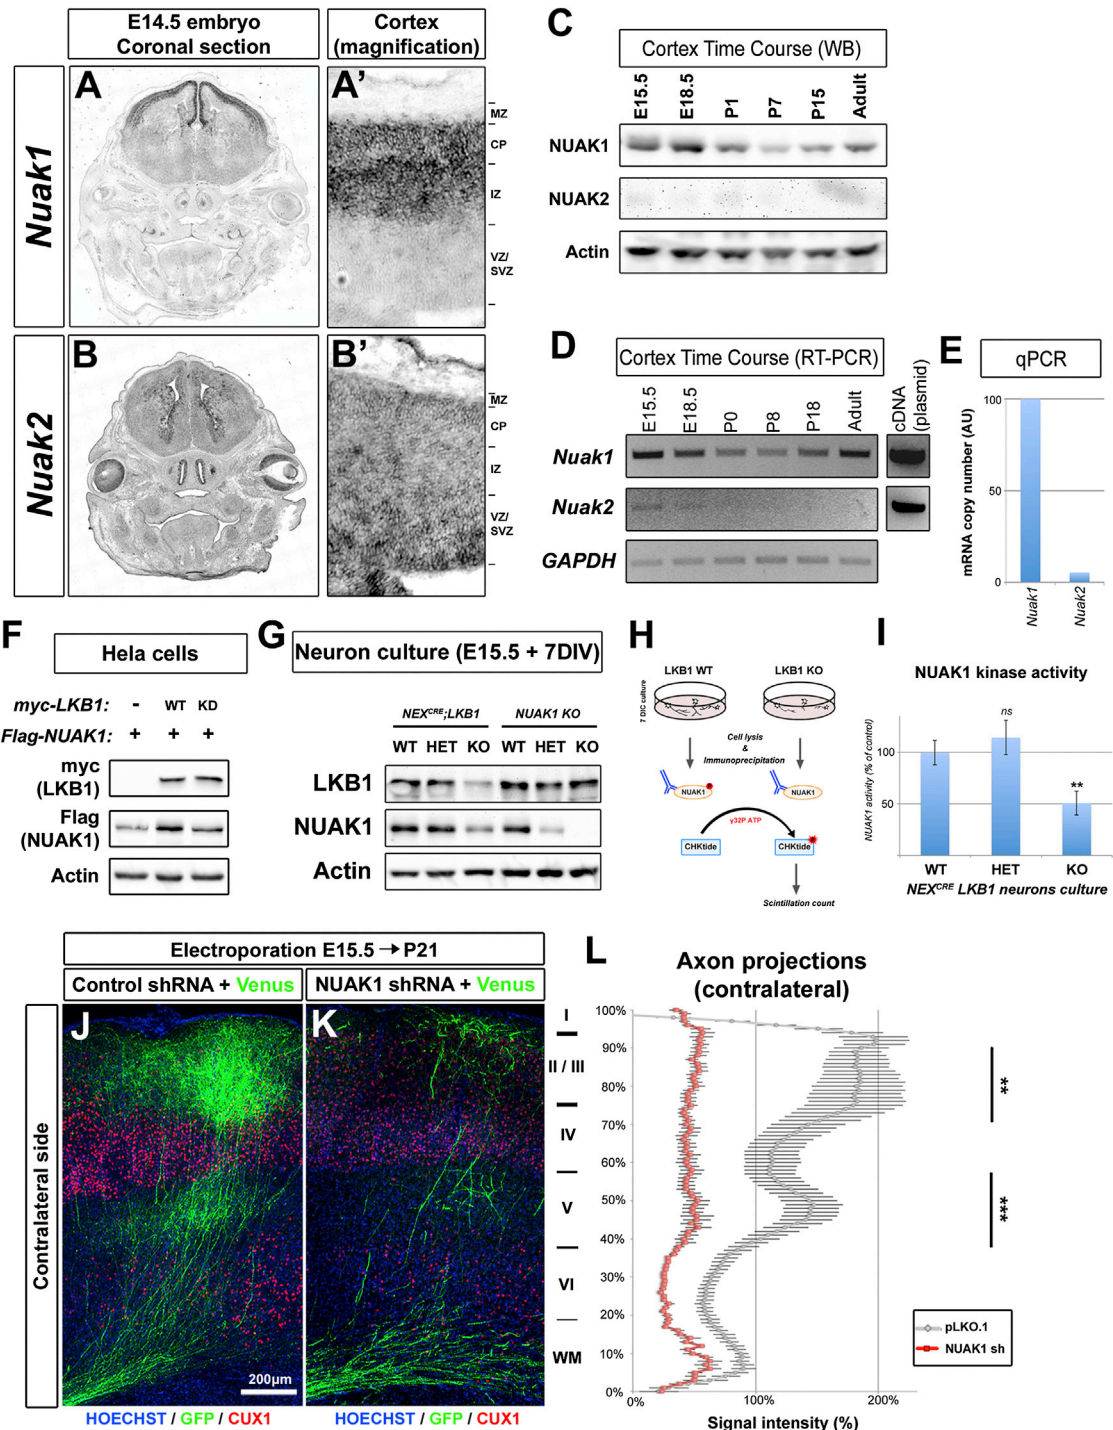 E14.5 embryo
Coronal section
Cortex
(magnification)
Nuak1
A
A'
MZ
CP
IZ
VZ/
SVZ
Nuak2
B
B'
MZ
CP
IZ
VZ/
SVZ
C
Cortex Time Course (WB)
E15.5 E18.5 P1 P7 P15 Adult
NUAK1
NUAK2
Actin
D
Cortex Time Course (RT-PCR)
E15.5 E18.5 P0 P8 P18 Adult
cDNA
(plasmid)
Nuak1
Nuak2
GAPDH
E
qPCR
mRNA copy number (AU)
100
50
0
Nuak1 Nuak2
F
Hela cells
myc-LKB1: - WT KD
Flag-NUAK1: + + +
myc
(LKB1)
Flag
(NUAK1)
Actin
G
Neuron culture (E15.5 + 7DIV)
NEXCRE;LKB1 NUAK1 KO
WT HET KO WT HET KO
LKB1
NUAK1
Actin
H
LKB1 WT LKB1 KO
7 DIC culture
Cell lysis
&
Immunoprecipitation
NUAK1 NUAK1
γ32P ATP
CHKtide CHKtide
Scintillation count
I
NUAK1 kinase activity
NUAK1 activity (% of control)
100
50
ns
**
WT HET KO
NEXCRE LKB1 neurons culture
Electroporation E15.5 → P21
Control shRNA + Venus NUAK1 shRNA + Venus
Contralateral side
J
K
I
II / III
IV
V
VI
WM
200µm
HOECHST / GFP / CUX1 HOECHST / GFP / CUX1
L
Axon projections
(contralateral)
100%
90%
80%
70%
60%
50%
40%
30%
20%
10%
0%
0% 100% 200%
Signal intensity (%)
**
***
pLKO.1
NUAK1 sh